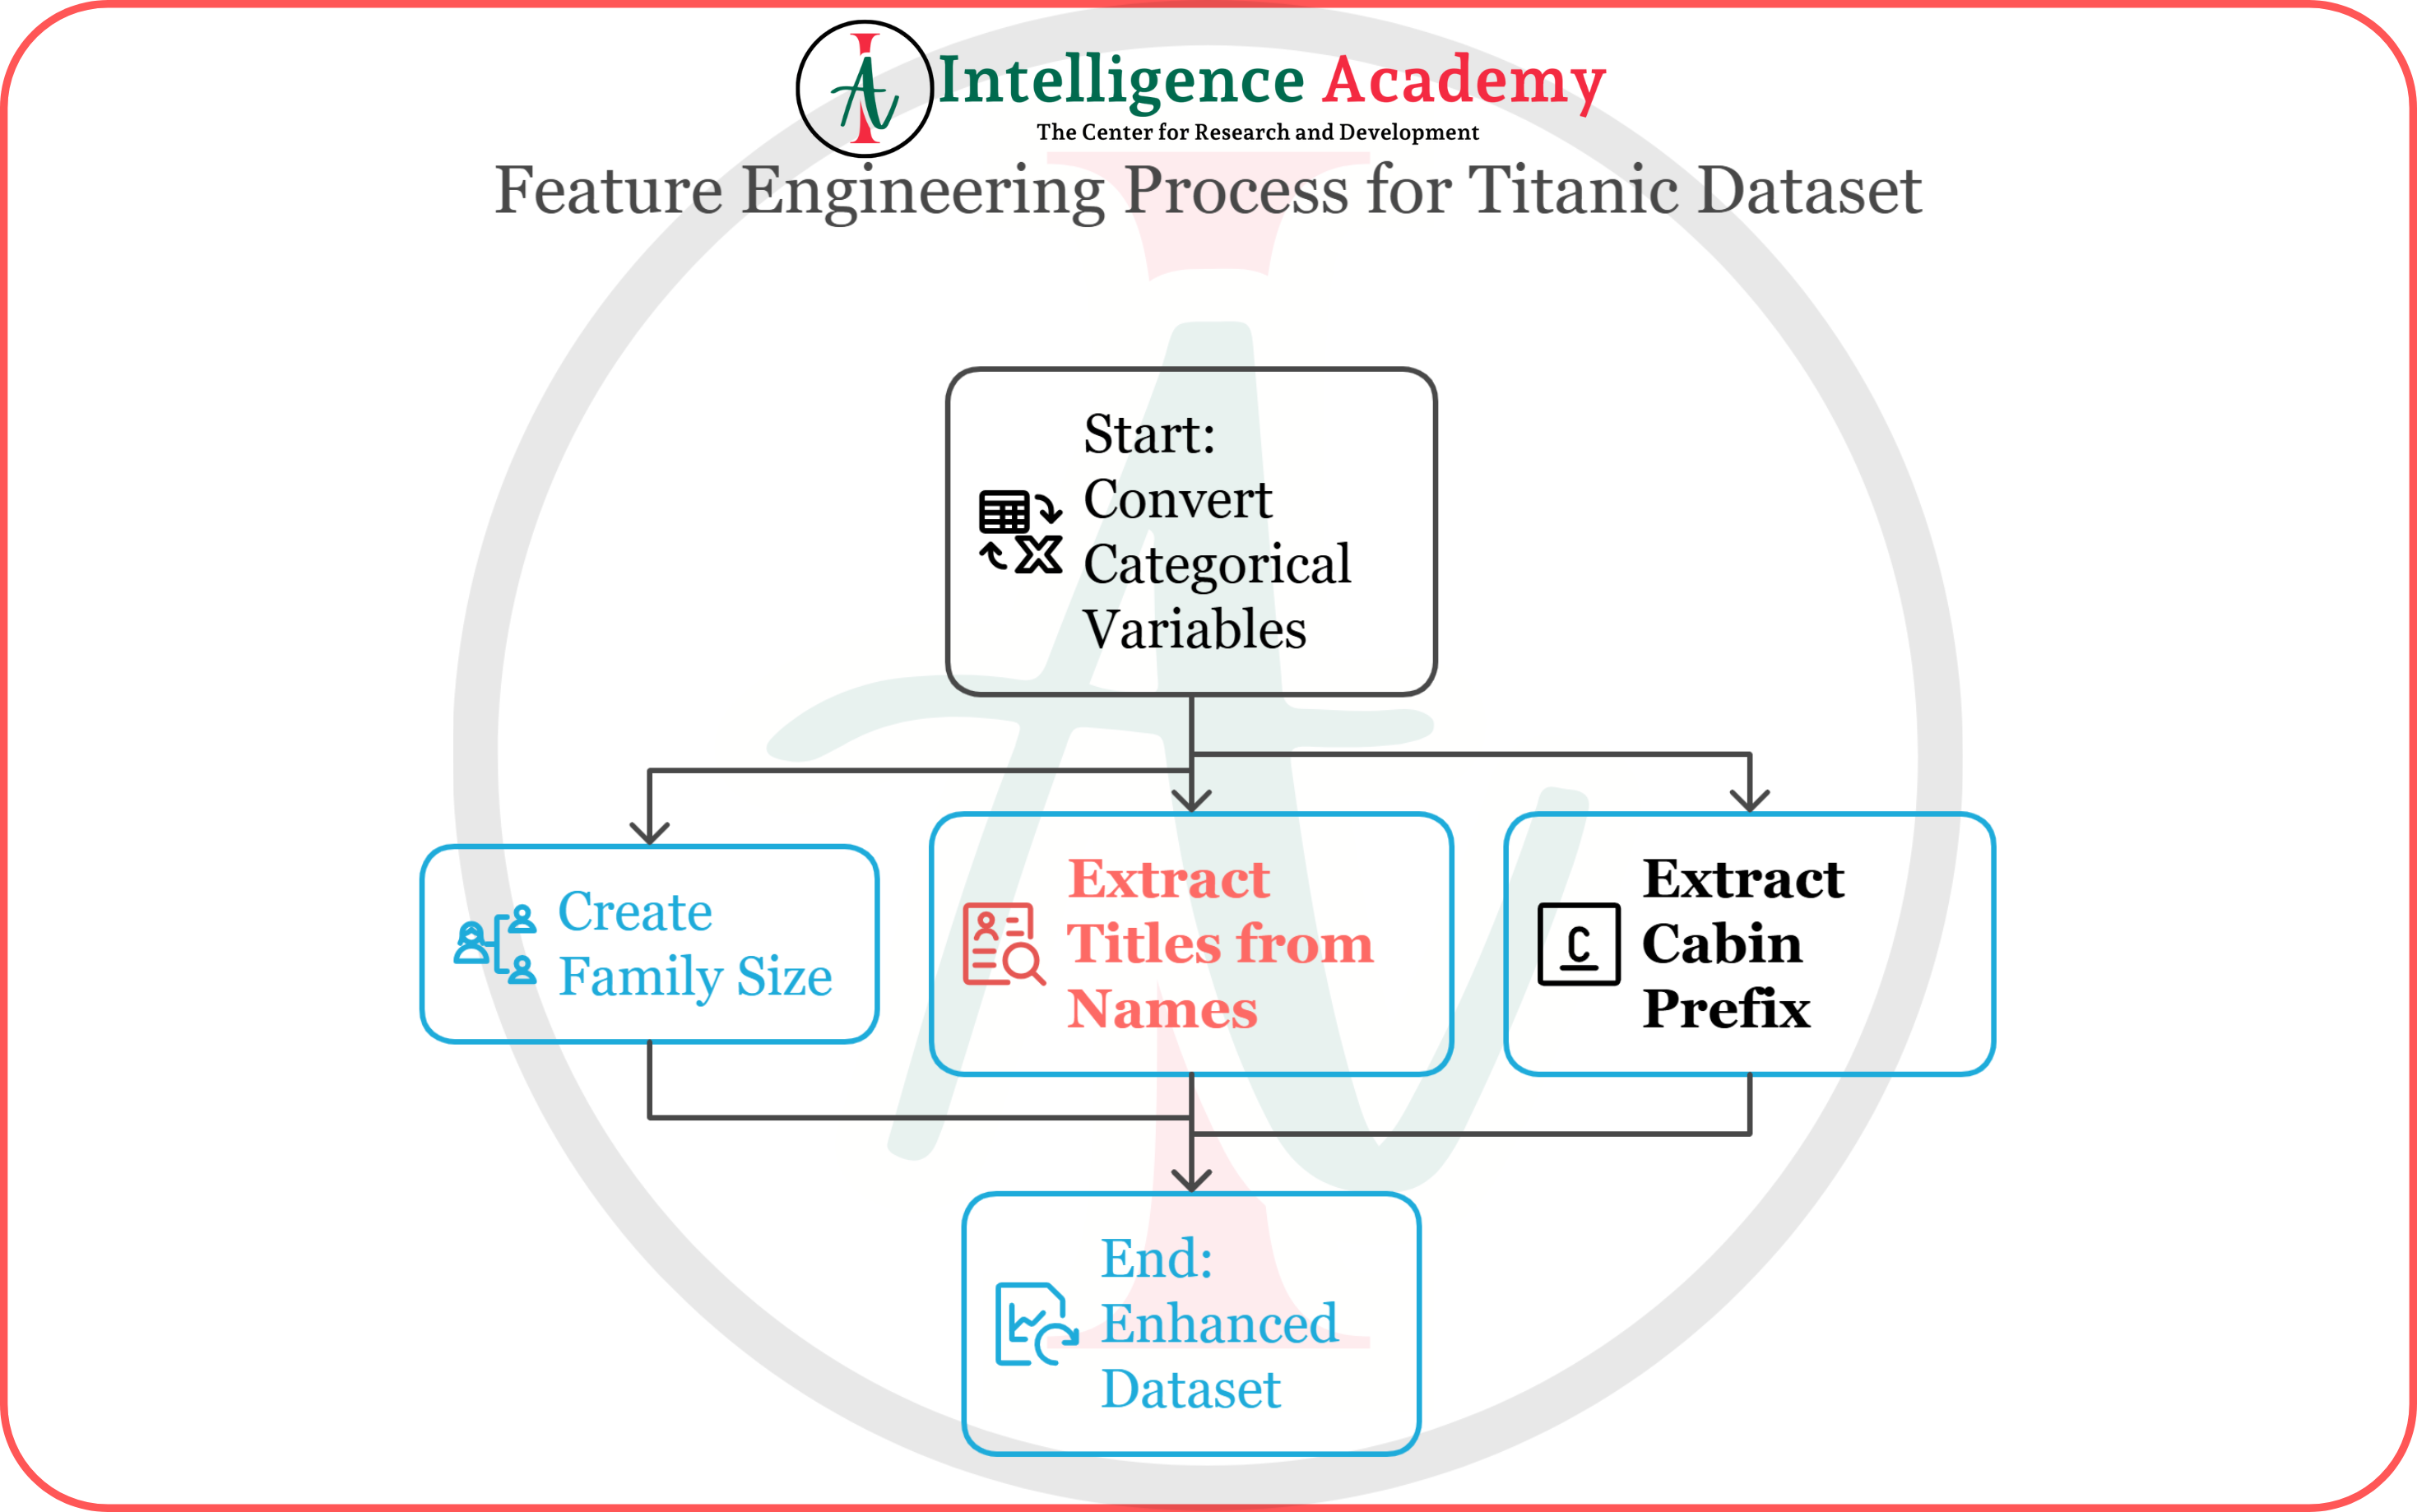 Intelligence Academy
The Center for Research and Development
Feature Engineering Process for Titanic Dataset
Start:
Convert
Categorical
Variables
Create
Family Size
Extract
Titles from
Names
C
Extract
Cabin
Prefix
End:
Enhanced
Dataset